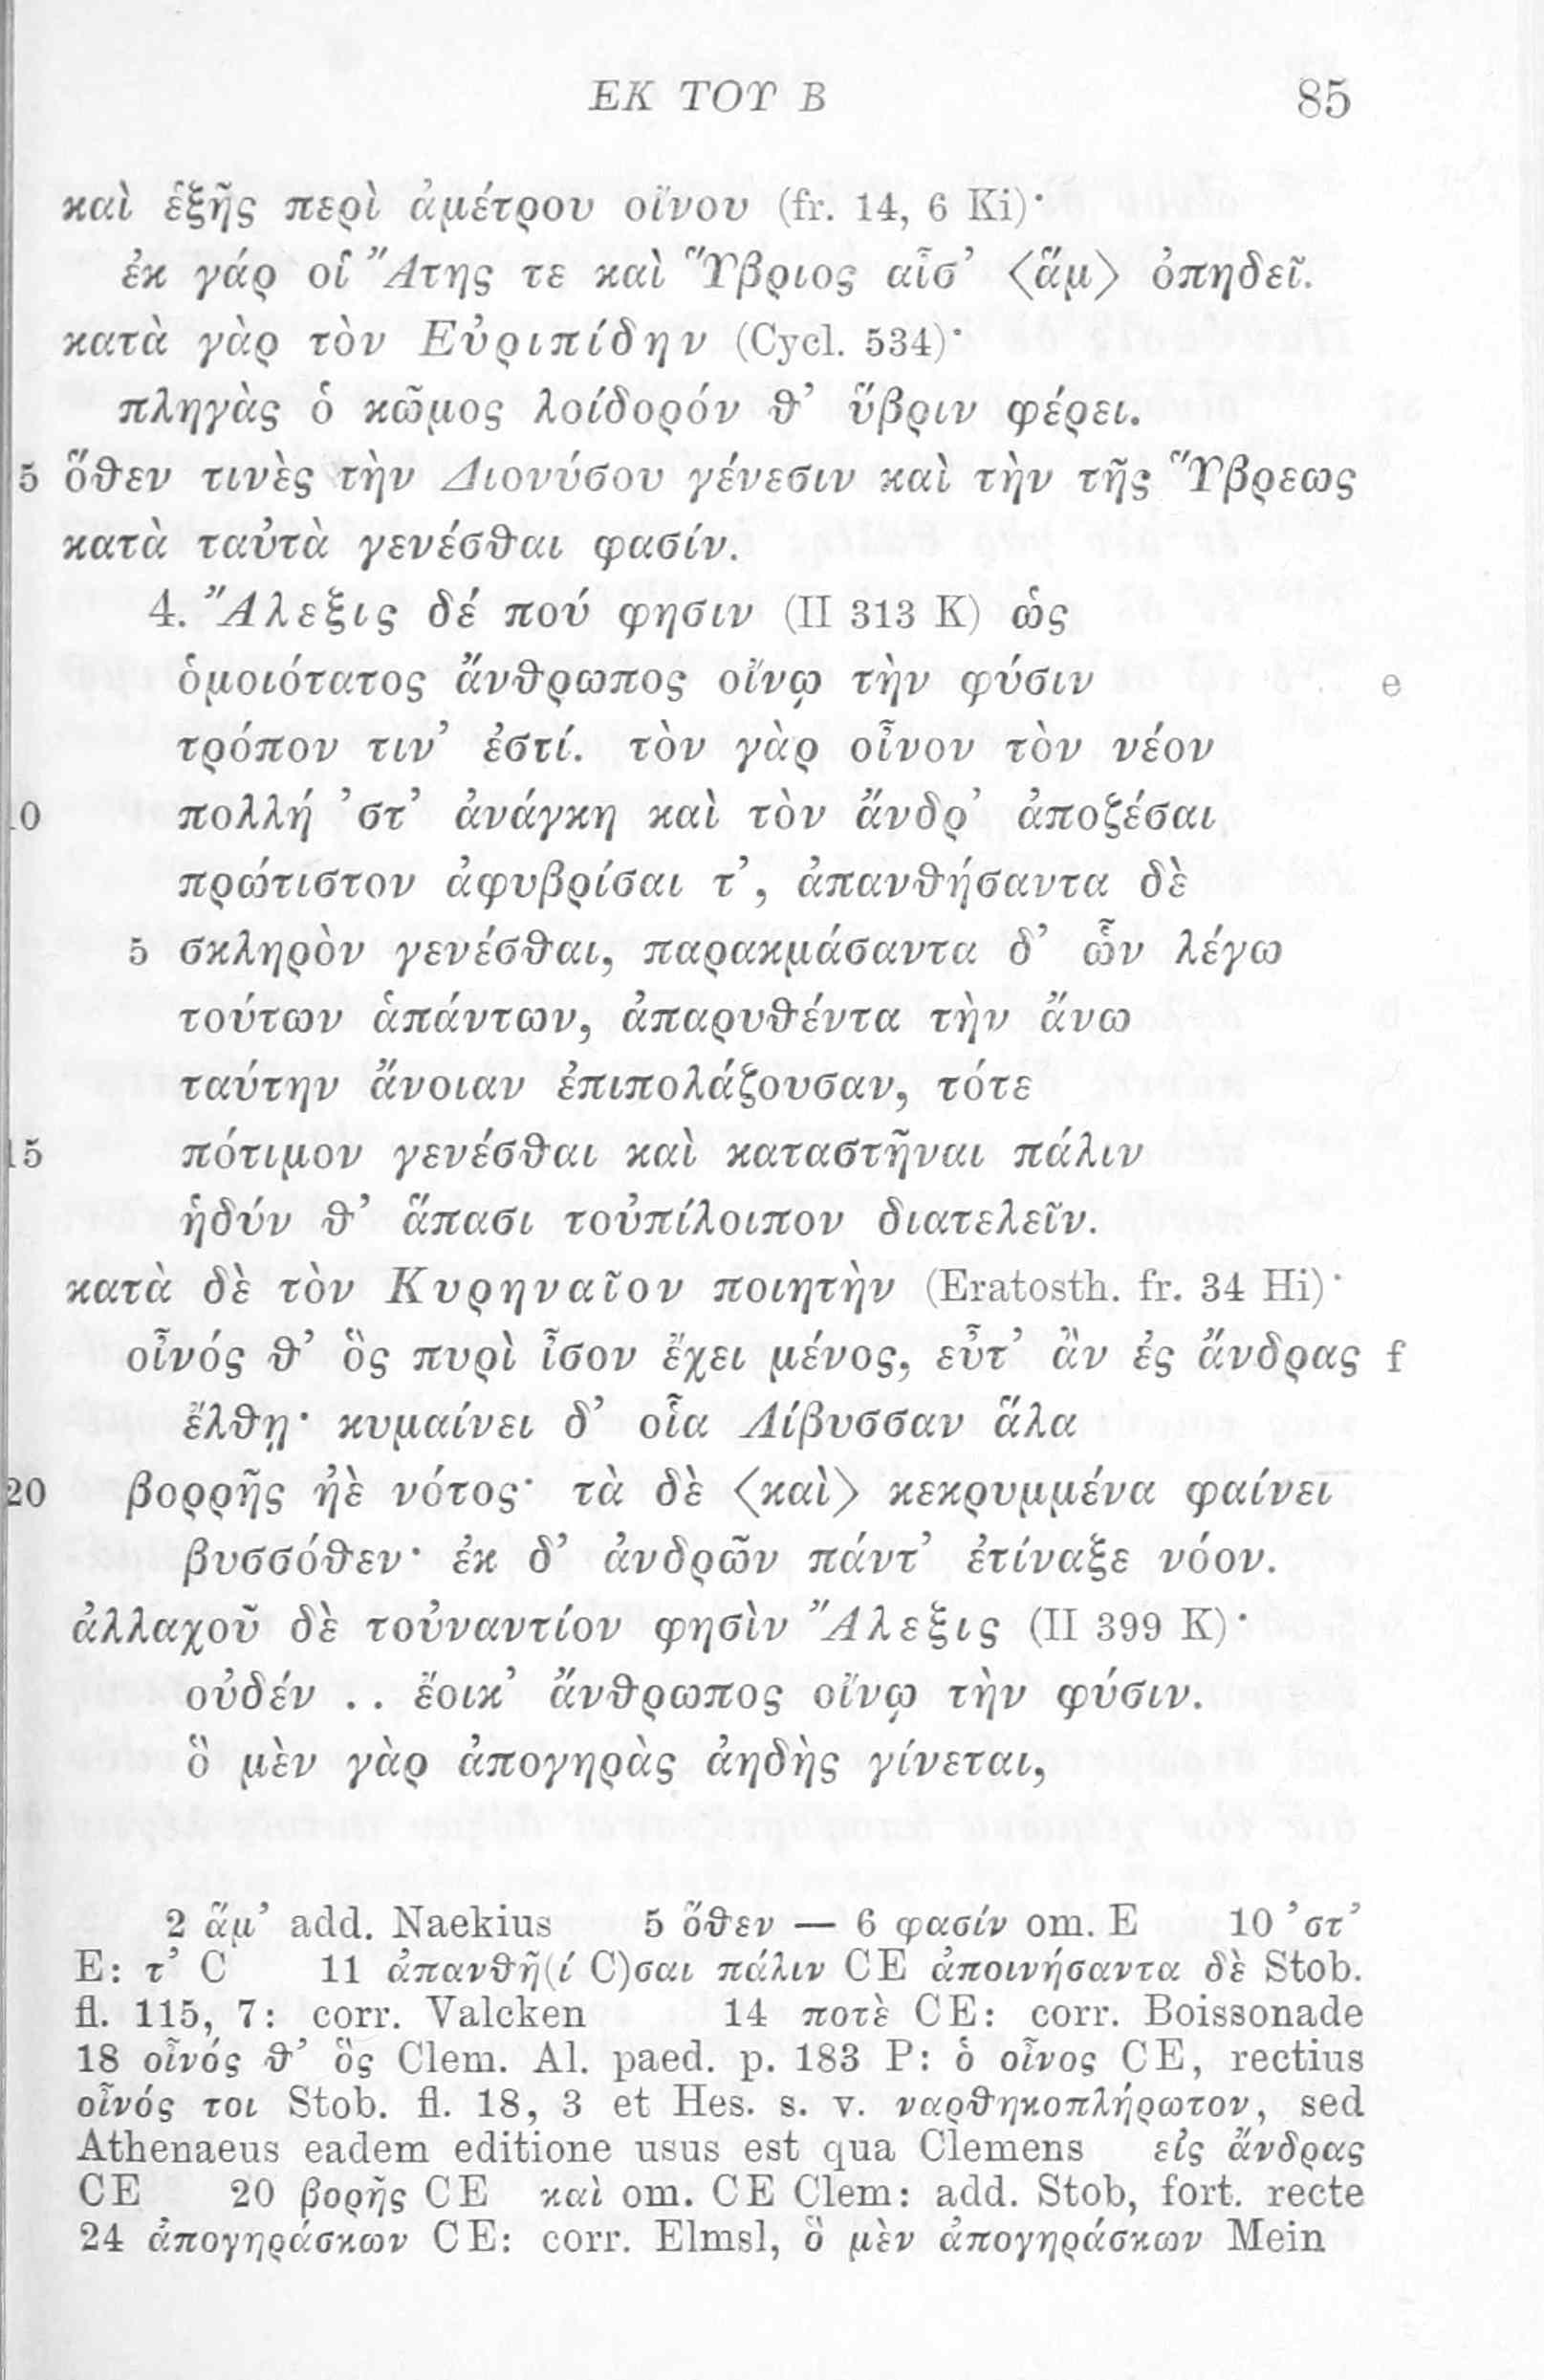 ΕΚ ΤΟΥ Β 85
καὶ ἑξῆς περὶ ἀμέτρου οἴνου (fr. 14, 6 Ki)·
ἐκ γάρ οἱ Ἄτης τε καὶ Ὕβριος αἶσ’ 〈ἅμ〉 ὀπηδεῖ.
κατὰ γὰρ τὸν Εὐριπίδην (Cycl. 534)·
πληγὰς ὁ κῶμος λοίδορόν θ’ ὕβριν φέρει.
5 ὅθεν τινὲς τὴν Διονύσου γένεσιν καὶ τὴν τῆς Ὕβρεως
κατὰ ταὐτὰ γενέσθαι φασίν.
4. Ἄλεξις δέ πού φησιν (II 313 K) ὡς
ὁμοιότατος ἄνθρωπος οἴνῳ τὴν φύσιν e
τρόπον τιν’ ἐστί. τὸν γὰρ οἶνον τὸν νέον
10 πολλή ’στ’ ἀνάγκη καὶ τὸν ἄνδρ’ ἀποζέσαι
πρώτιστον ἀφυβρίσαι τ’, ἀπανθήσαντα δὲ
5 σκληρὸν γενέσθαι, παρακμάσαντα δ’ ὧν λέγω
τούτων ἁπάντων, ἀπαρυθέντα τὴν ἄνω
ταύτην ἄνοιαν ἐπιπολάζουσαν, τότε
15 πότιμον γενέσθαι καὶ καταστῆναι πάλιν
ἡδύν θ’ ἅπασι τοὐπίλοιπον διατελεῖν.
κατὰ δὲ τὸν Κυρηναῖον ποιητὴν (Eratosth. fr. 34 Hi)·
οἶνός θ’ ὃς πυρὶ ἶσον ἔχει μένος, εὖτ’ ἂν ἐς ἄνδρας f
ἔλθῃ· κυμαίνει δ’ οἷα Λίβυσσαν ἅλα
20 βορρῆς ἠὲ νότος· τὰ δὲ 〈καὶ〉 κεκρυμμένα φαίνει
βυσσόθεν· ἐκ δ’ ἀνδρῶν πάντ’ ἐτίναξε νόον.
ἀλλαχοῦ δὲ τοὐναντίον φησὶν Ἄλεξις (II 399 K)·
οὐδέν .. ἔοικ’ ἄνθρωπος οἴνῳ τὴν φύσιν.
ὃ μὲν γὰρ ἀπογηρὰς ἀηδὴς γίνεται,
2 ἅμ’ add. Naekius 5 ὅθεν — 6 φασίν om. E 10 ’στ’
E: τ’ C 11 ἀπανθῆ(ί C)σαι πάλιν CE ἀποινήσαντα δὲ Stob.
fl. 115, 7: corr. Valcken 14 ποτὲ CE: corr. Boissonade
18 οἶνός θ’ ὃς Clem. Al. paed. p. 183 P: ὁ οἶνος CE, rectius
οἶνός τοι Stob. fl. 18, 3 et Hes. s. v. ναρθηκοπλήρωτον, sed
Athenaeus eadem editione usus est qua Clemens εἰς ἄνδρας
CE 20 βορῆς CE καὶ om. CE Clem: add. Stob, fort. recte
24 ἀπογηράσκων CE: corr. Elmsl, ὃ μὲν ἀπογηράσκων Mein